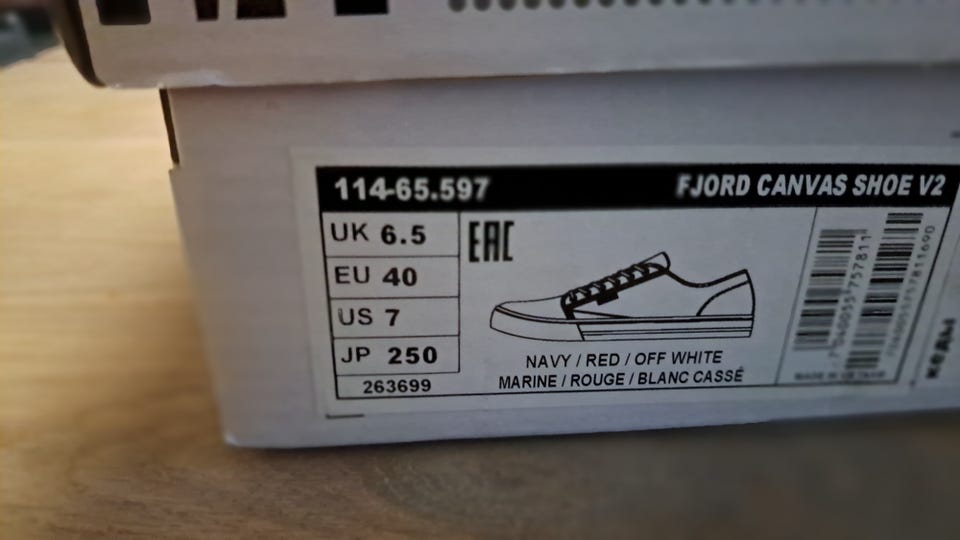 114-65.597
FJORD CANVAS SHOE V2
UK 6.5
EU 40
US 7
JP 250
263699
EAC
NAVY / RED / OFF WHITE
MARINE / ROUGE / BLANC CASSÉ
КЕДЫ